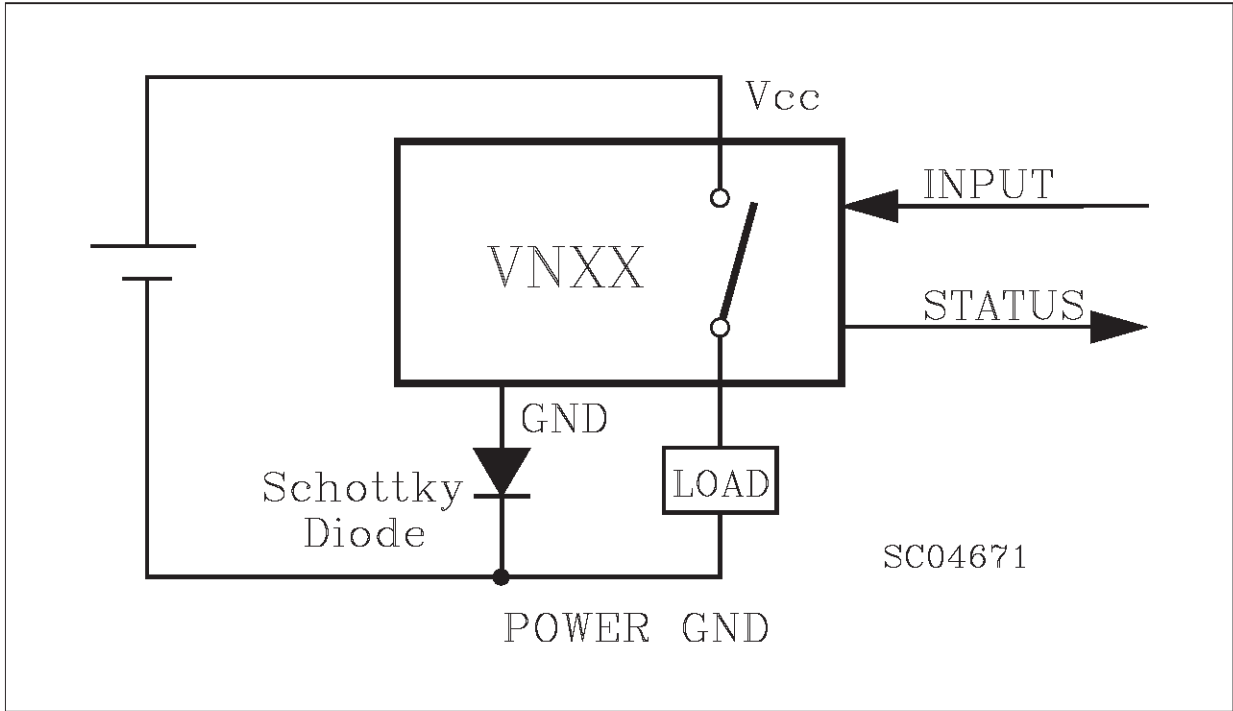 Vcc
INPUT
VNXX
STATUS
GND
Schottky
Diode
LOAD
SC04671
POWER GND